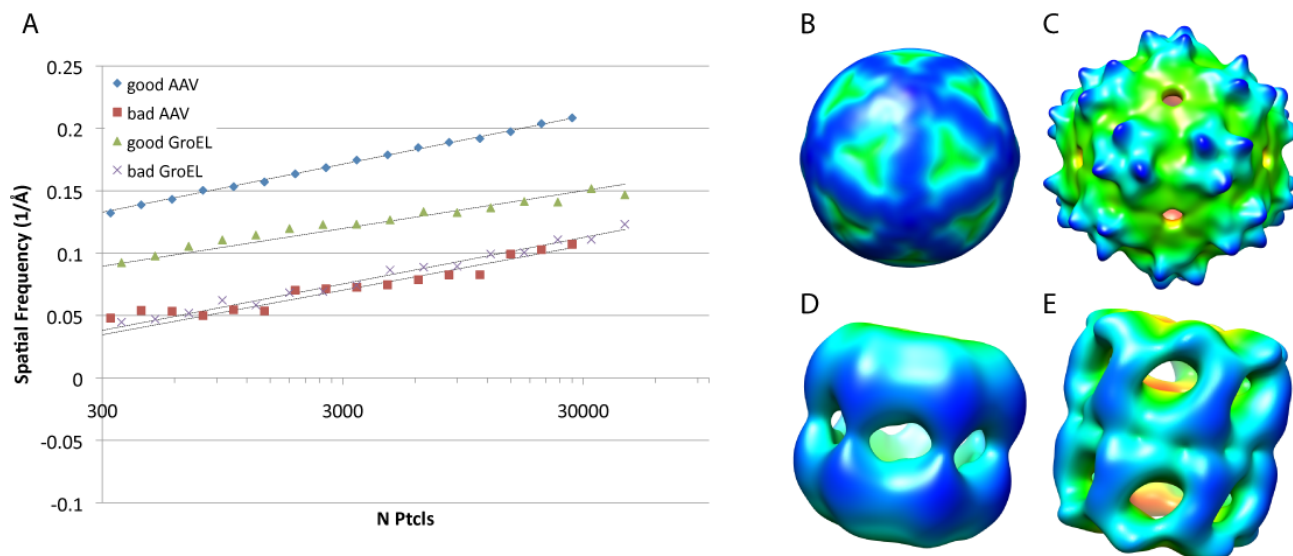 A
B
C
0.25
good AAV
0.2
bad AAV
good GroEL
0.15
bad GroEL
0.1
0.05
0
300
3000
30000
-0.05
-0.1
Spatial Frequency (1/Å)
N Ptcls
D
E